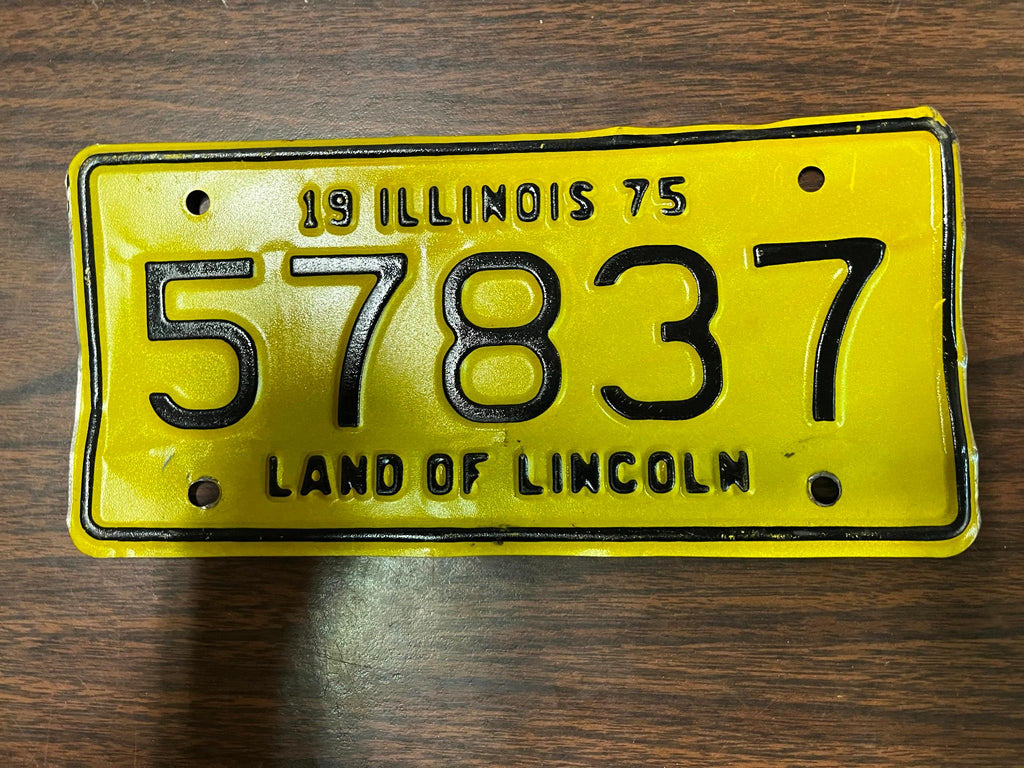 19 ILLINOIS 75
57837
LAND OF LINCOLN